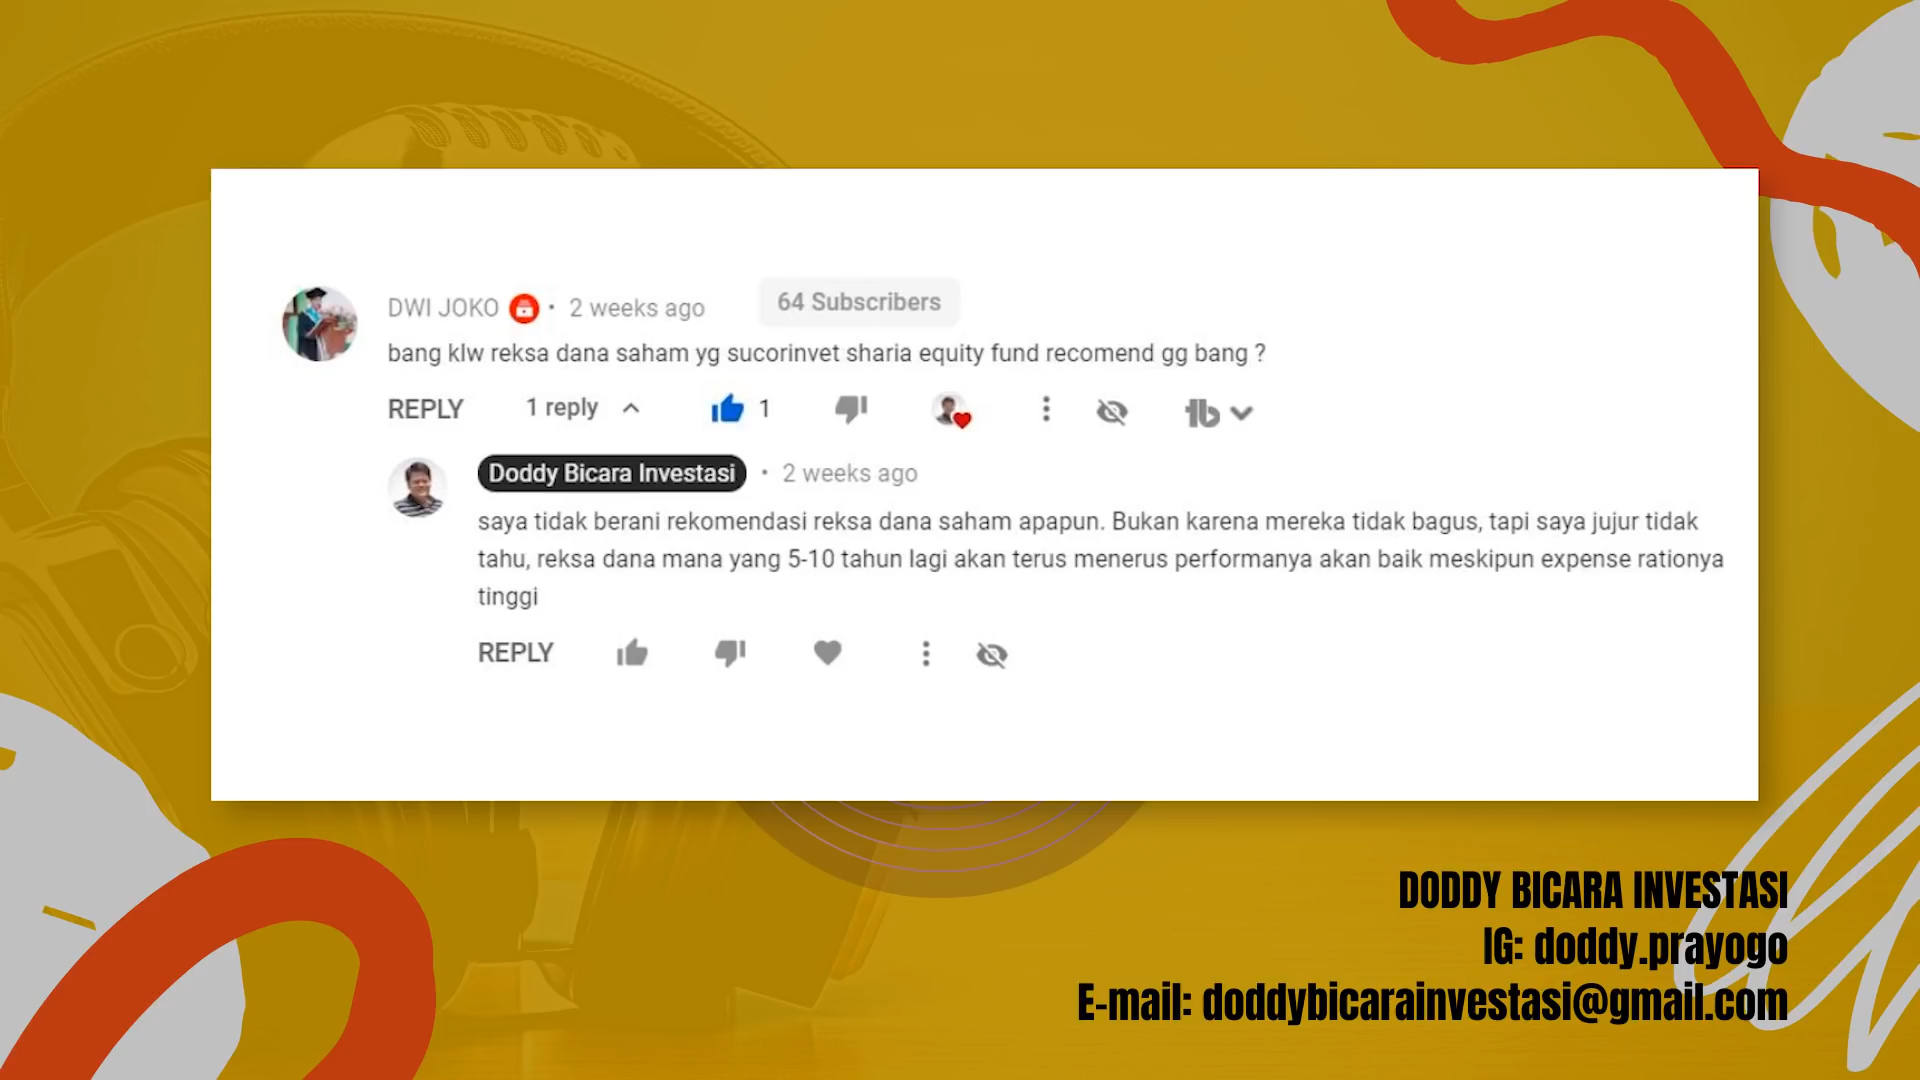 DWI JOKO • 2 weeks ago 64 Subscribers
bang klw reksa dana saham yg sucorinvet sharia equity fund recomend gg bang ?
REPLY 1 reply 1
Doddy Bicara Investasi • 2 weeks ago
saya tidak berani rekomendasi reksa dana saham apapun. Bukan karena mereka tidak bagus, tapi saya jujur tidak
tahu, reksa dana mana yang 5-10 tahun lagi akan terus menerus performanya akan baik meskipun expense rationya
tinggi
REPLY
DODDY BICARA INVESTASI
IG: doddy.prayogo
E-mail: doddybicarainvestasi@gmail.com